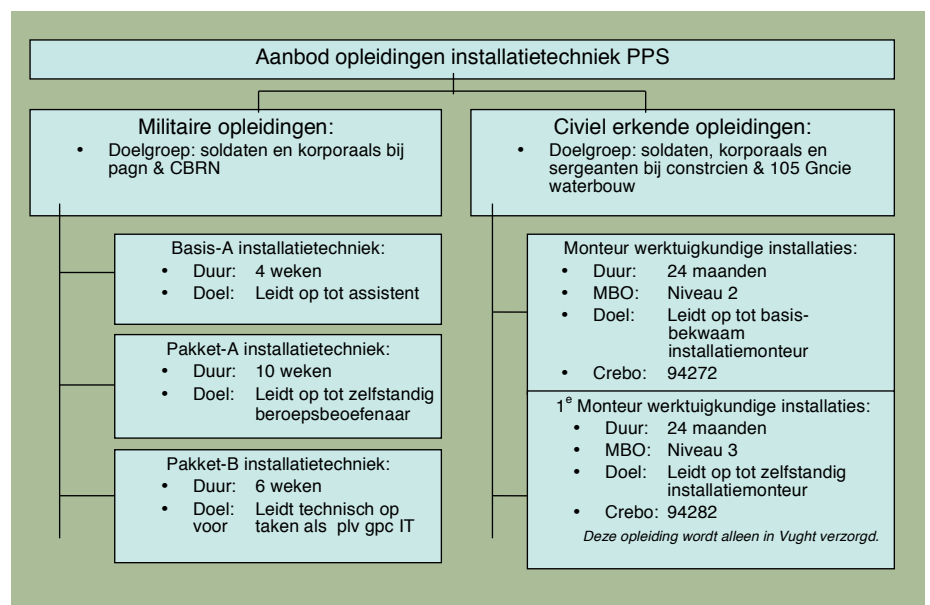 Aanbod opleidingen installatietechniek PPS
Militaire opleidingen:
• Doelgroep: soldaten en korporaals bij
pagn & CBRN
Basis-A installatietechniek:
• Duur: 4 weken
• Doel: Leidt op tot assistent
Pakket-A installatietechniek:
• Duur: 10 weken
• Doel: Leidt op tot zelfstandig
beroepsbeoefenaar
Pakket-B installatietechniek:
• Duur: 6 weken
• Doel: Leidt technisch op
voor taken als plv gpc IT
Civiel erkende opleidingen:
• Doelgroep: soldaten, korporaals en
sergeanten bij constrcien & 105 Gncie
waterbouw
Monteur werktuigkundige installaties:
• Duur: 24 maanden
• MBO: Niveau 2
• Doel: Leidt op tot basis-
bekwaam
installatiemonteur
• Crebo: 94272
1e Monteur werktuigkundige installaties:
• Duur: 24 maanden
• MBO: Niveau 3
• Doel: Leidt op tot zelfstandig
installatiemonteur
• Crebo: 94282
Deze opleiding wordt alleen in Vught verzorgd.